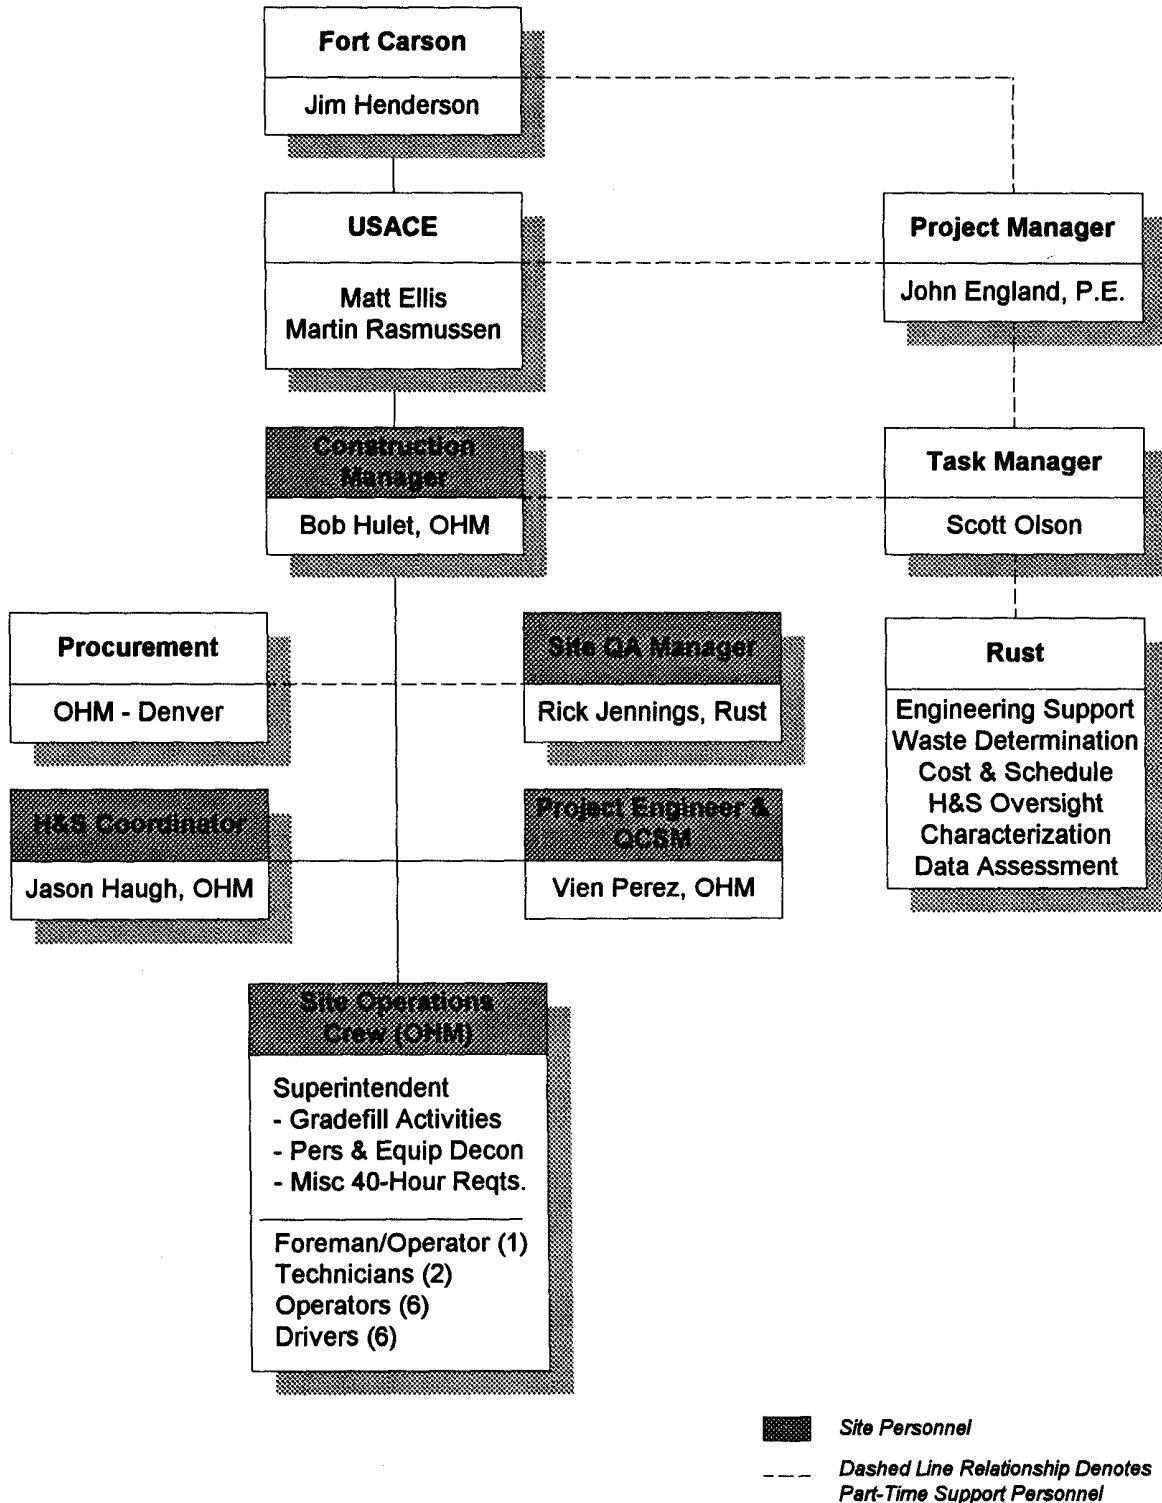 Fort Carson
Jim Henderson
USACE
Matt Ellis
Martin Rasmussen
Project Manager
John England, P.E.
Construction
Manager
Bob Hulet, OHM
Task Manager
Scott Olson
Procurement
OHM - Denver
Site QA Manager
Rick Jennings, Rust
Rust
Engineering Support
Waste Determination
Cost & Schedule
H&S Oversight
Characterization
Data Assessment
H&S Coordinator
Jason Haugh, OHM
Project Engineer &
QCSM
Vien Perez, OHM
Site Operations
Crew (OHM)
Superintendent
- Gradefill Activities
- Pers & Equip Decon
- Misc 40-Hour Reqts.
Foreman/Operator (1)
Technicians (2)
Operators (6)
Drivers (6)
Site Personnel
Dashed Line Relationship Denotes
Part-Time Support Personnel